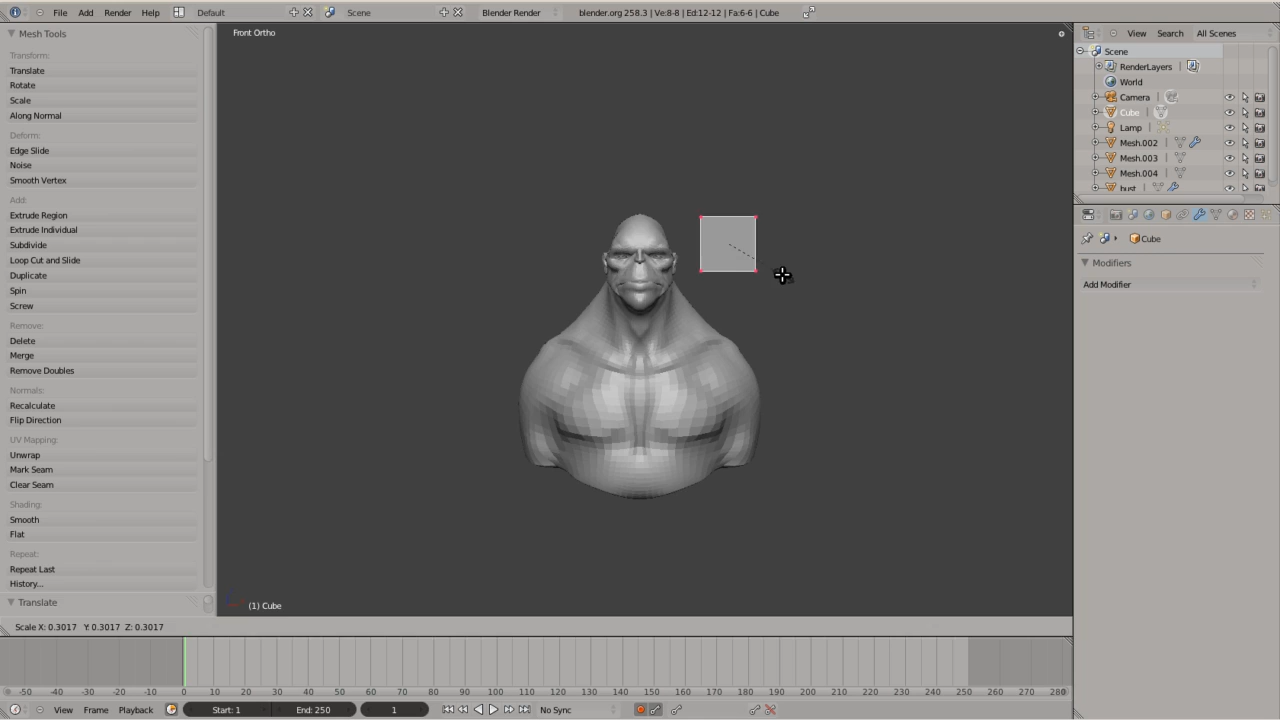 File Add Render Help Default Scene Blender Render blender.org 258.3 | Ve:8-8 | Ed:12-12 | Fa:6-6 | Cube
Mesh Tools
Transform:
Translate
Rotate
Scale
Along Normal
Deform:
Edge Slide
Noise
Smooth Vertex
Add:
Extrude Region
Extrude Individual
Subdivide
Loop Cut and Slide
Duplicate
Spin
Screw
Remove:
Delete
Merge
Remove Doubles
Normals:
Recalculate
Flip Direction
UV Mapping:
Unwrap
Mark Seam
Clear Seam
Shading:
Smooth
Flat
Repeat:
Repeat Last
History...
Translate
Front Ortho
(1) Cube
Scale X: 0.3017 Y: 0.3017 Z: 0.3017
View Search All Scenes
Scene
RenderLayers
World
Camera
Cube
Lamp
Mesh.002
Mesh.003
Mesh.004
bust
Cube
Modifiers
Add Modifier
-50 -40 -30 -20 -10 0 10 20 30 40 50 60 70 80 90 100 110 120 130 140 150 160 170 180 190 200 210 220 230 240 250 260 270 280
View Frame Playback Start: 1 End: 250 1 No Sync